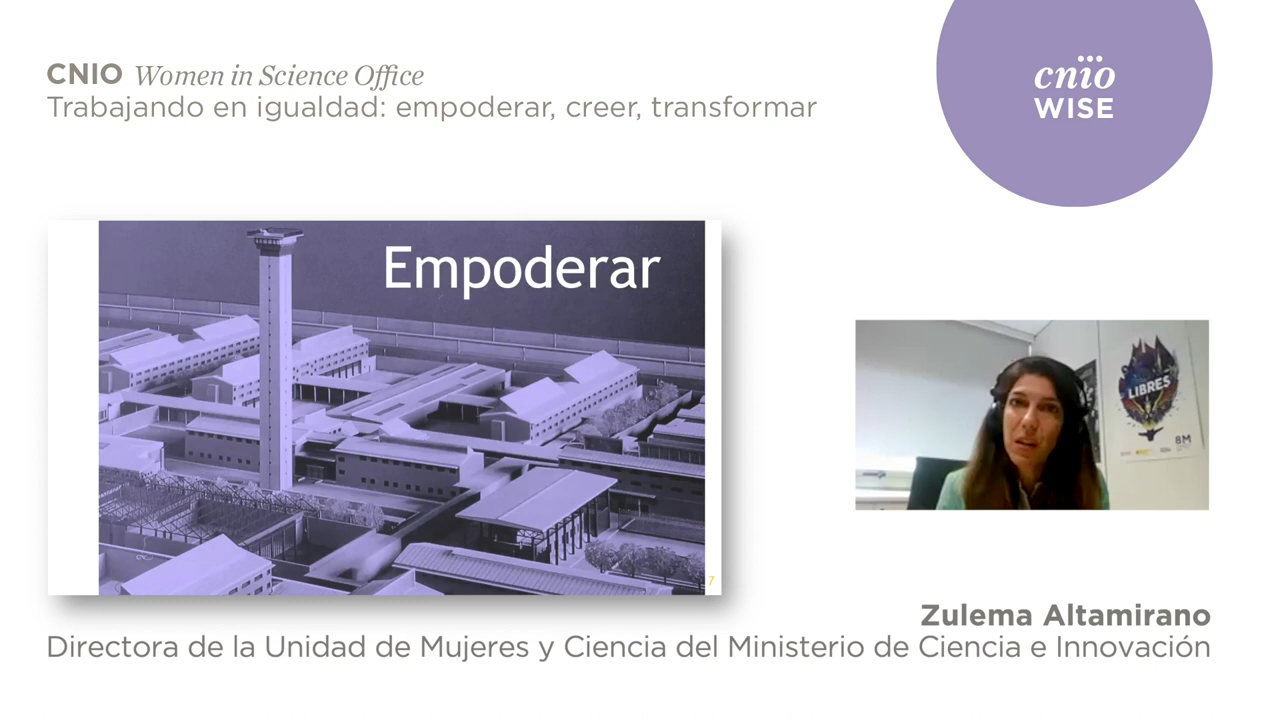 CNIO Women in Science Office
Trabajando en igualdad: empoderar, creer, transformar
cnio
WISE
Empoderar
7
LIBRES
8M
Zulema Altamirano
Directora de la Unidad de Mujeres y Ciencia del Ministerio de Ciencia e Innovación